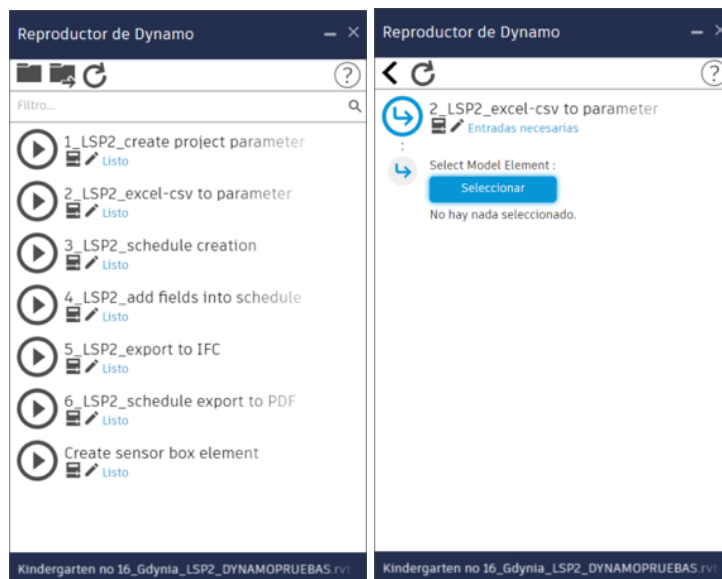 Reproductor de Dynamo
Filtro...
1_LSP2_create project parameter
Listo
2_LSP2_excel-csv to parameter
Listo
3_LSP2_schedule creation
Listo
4_LSP2_add fields into schedule
Listo
5_LSP2_export to IFC
Listo
6_LSP2_schedule export to PDF
Listo
Create sensor box element
Listo
Kindergarten no 16_Gdynia_LSP2_DYNAMOPRUEBAS.rvt
Reproductor de Dynamo
2_LSP2_excel-csv to parameter
Entradas necesarias
Select Model Element :
Seleccionar
No hay nada seleccionado.
Kindergarten no 16_Gdynia_LSP2_DYNAMOPRUEBAS.rvt